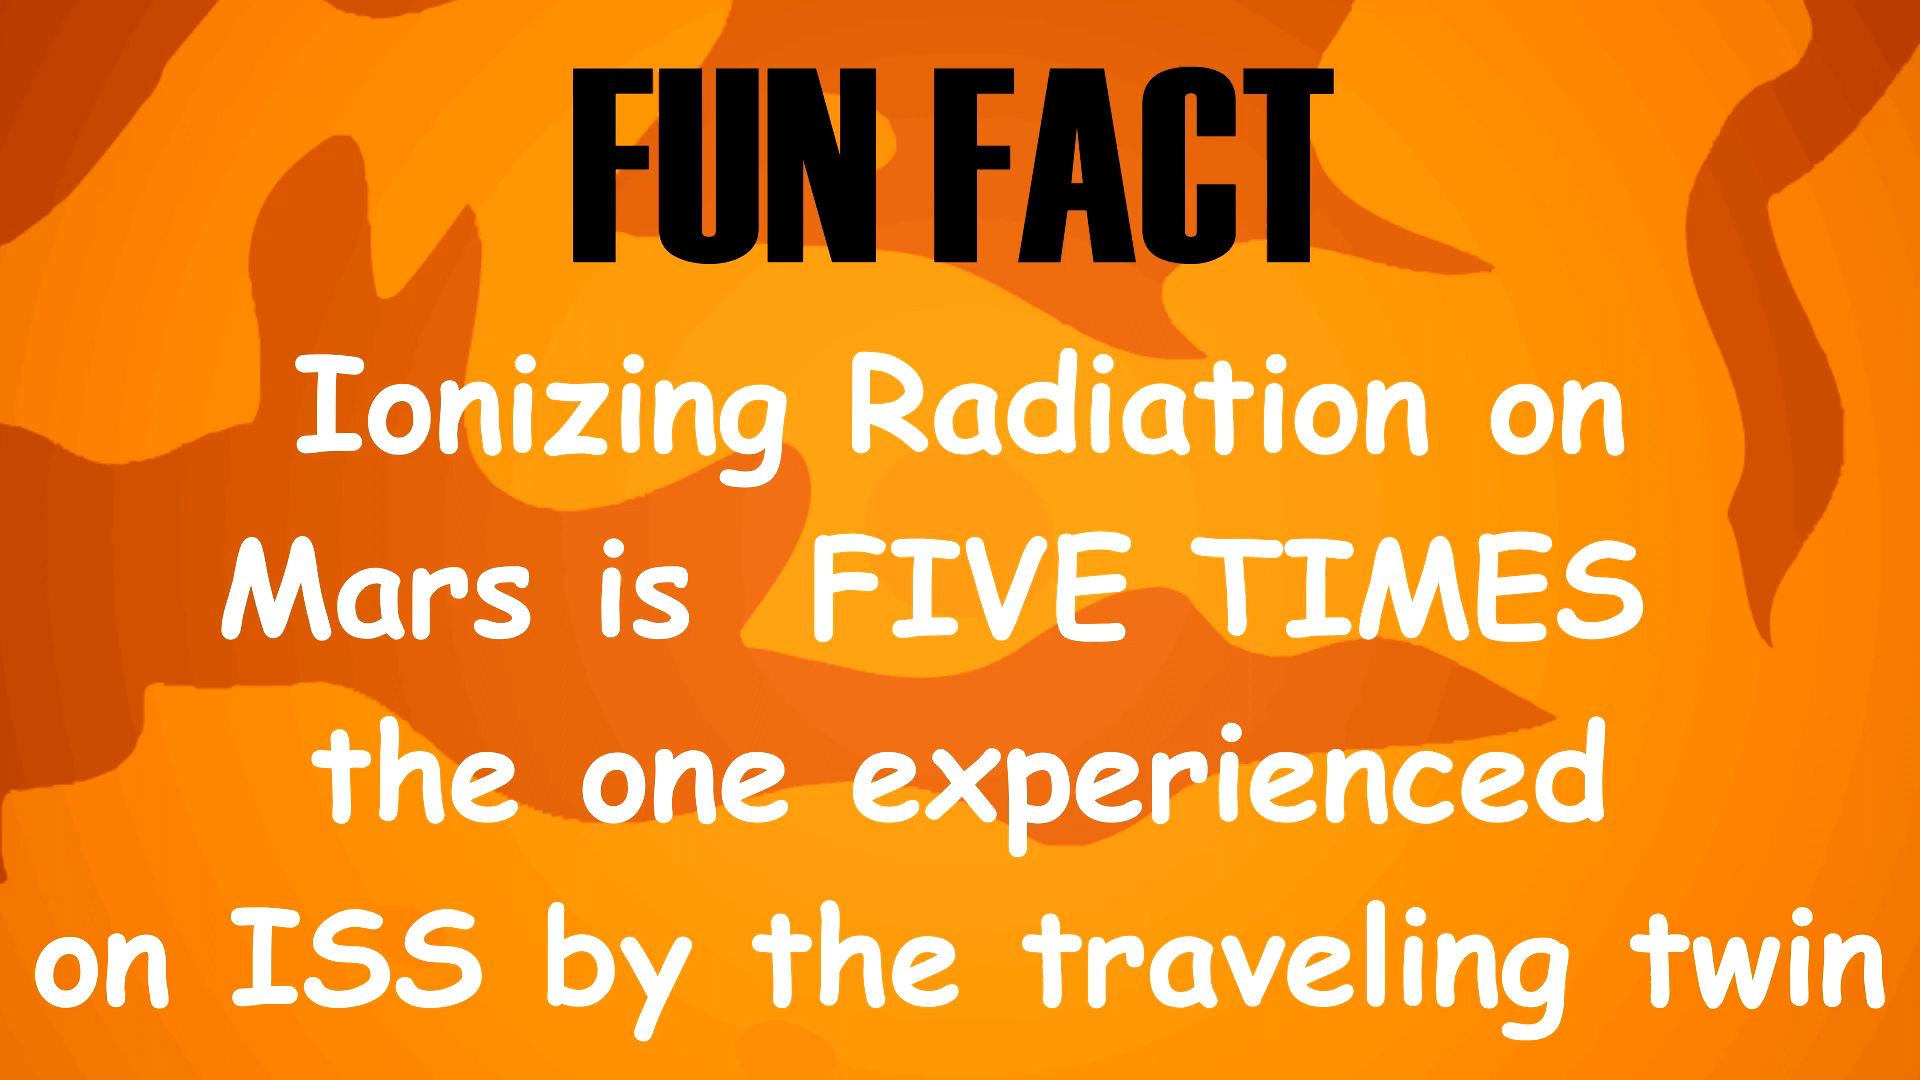 FUN FACT
Ionizing Radiation on
Mars is FIVE TIMES
the one experienced
on ISS by the traveling twin